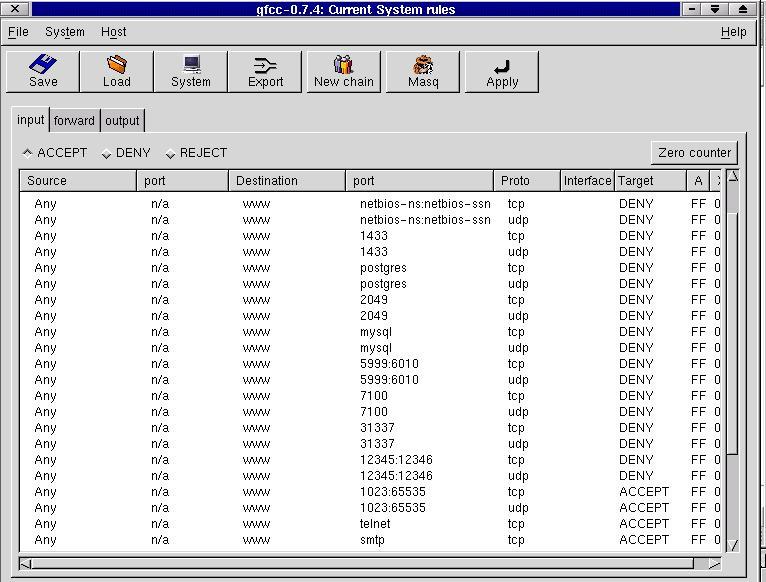 gfcc-0.7.4: Current System rules
File System Host Help
Save Load System Export New chain Masq Apply
input forward output
ACCEPT DENY REJECT Zero counter
Source port Destination port Proto Interface Target A
Any n/a www netbios-ns:netbios-ssn tcp DENY FF 0
Any n/a www netbios-ns:netbios-ssn udp DENY FF 0
Any n/a www 1433 tcp DENY FF 0
Any n/a www 1433 udp DENY FF 0
Any n/a www postgres tcp DENY FF 0
Any n/a www postgres udp DENY FF 0
Any n/a www 2049 tcp DENY FF 0
Any n/a www 2049 udp DENY FF 0
Any n/a www mysql tcp DENY FF 0
Any n/a www mysql udp DENY FF 0
Any n/a www 5999:6010 tcp DENY FF 0
Any n/a www 5999:6010 udp DENY FF 0
Any n/a www 7100 tcp DENY FF 0
Any n/a www 7100 udp DENY FF 0
Any n/a www 31337 tcp DENY FF 0
Any n/a www 31337 udp DENY FF 0
Any n/a www 12345:12346 tcp DENY FF 0
Any n/a www 12345:12346 udp DENY FF 0
Any n/a www 1023:65535 tcp ACCEPT FF 0
Any n/a www 1023:65535 udp ACCEPT FF 0
Any n/a www telnet tcp ACCEPT FF 0
Any n/a www smtp tcp ACCEPT FF 0